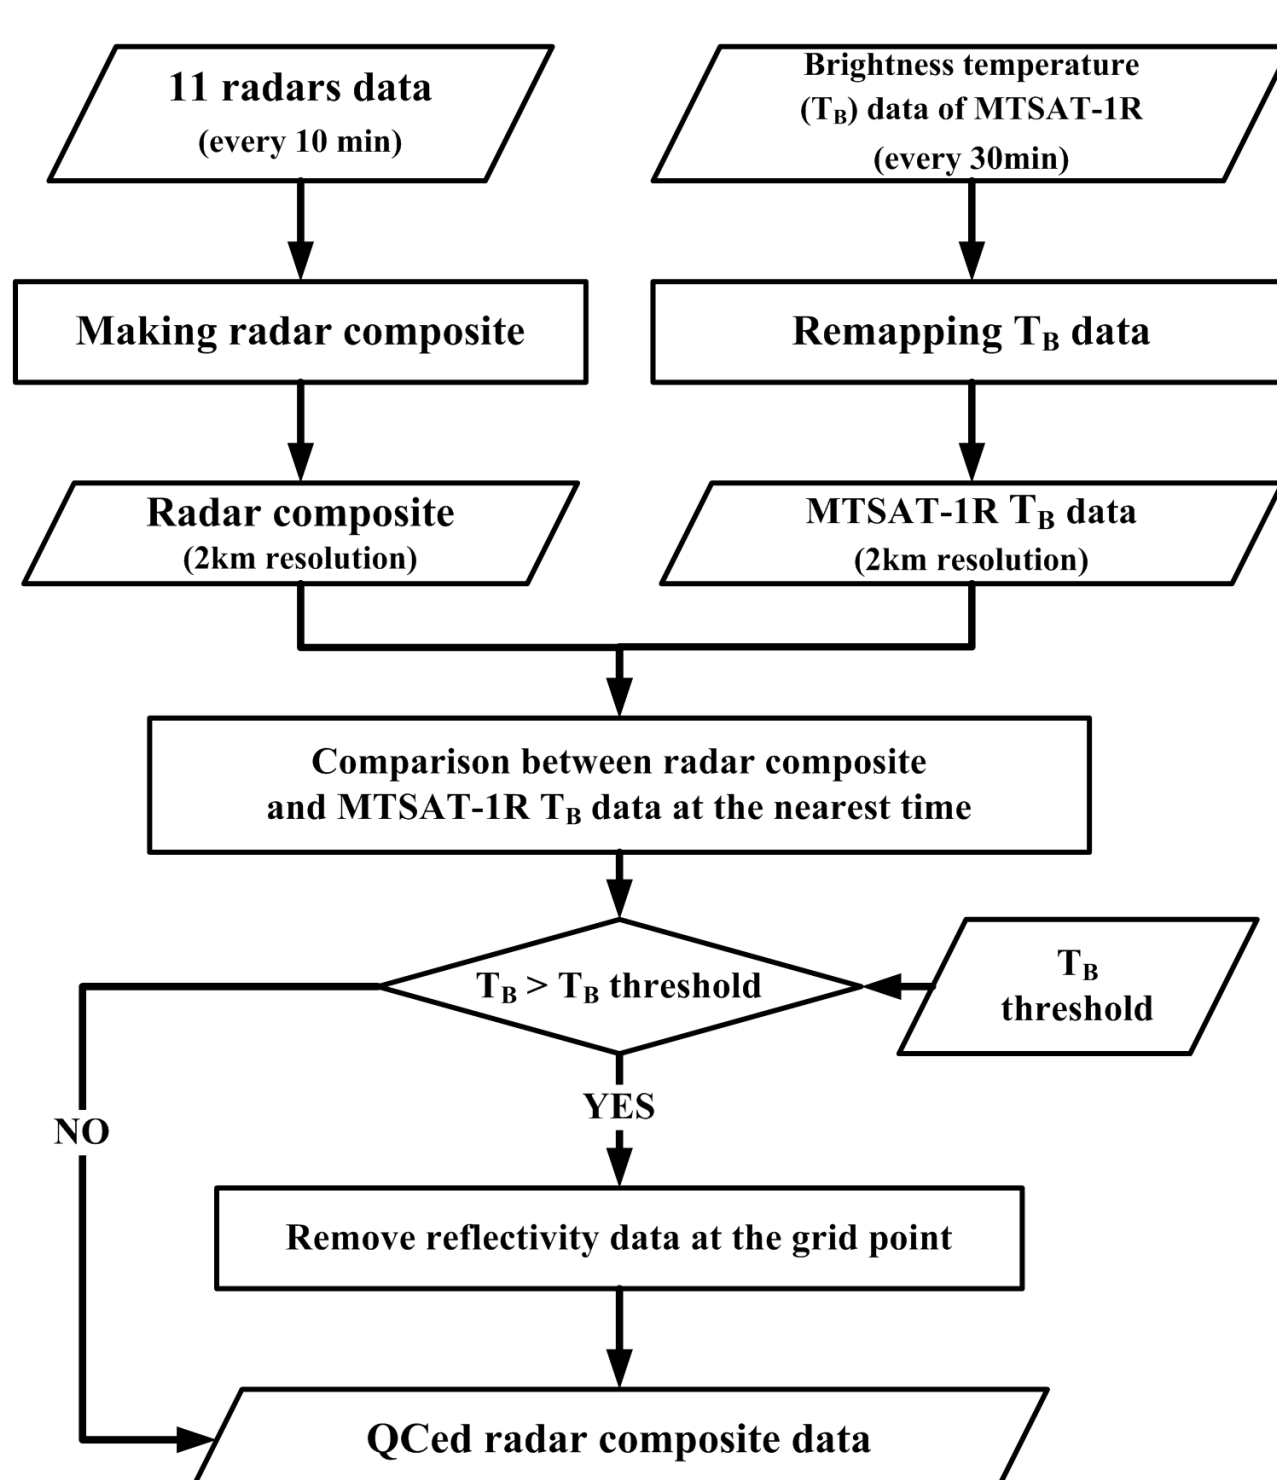 11 radars data
(every 10 min)
Brightness temperature
(TB) data of MTSAT-1R
(every 30min)
Making radar composite
Remapping TB data
Radar composite
(2km resolution)
MTSAT-1R TB data
(2km resolution)
Comparison between radar composite
and MTSAT-1R TB data at the nearest time
TB > TB threshold
TB
threshold
YES
NO
Remove reflectivity data at the grid point
QCed radar composite data